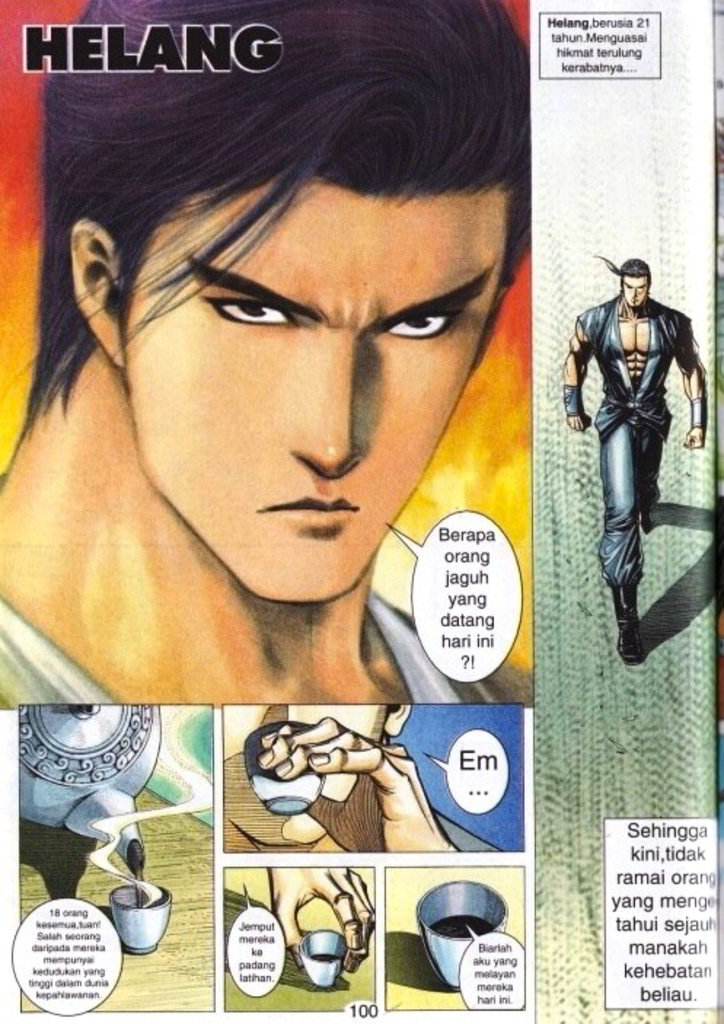 HELANG
Helang,berusia 21
tahun.Menguasai
hikmat terulung
kerabatnya....
Berapa
orang
jaguh
yang
datang
hari ini
?!
Em
...
18 orang
kesemua,tuan!
Salah seorang
daripada mereka
mempunyai
kedudukan yang
tinggi dalam dunia
kepahlawanan.
Jemput
mereka
ke
padang
latihan.
Biarlah
aku yang
melayan
mereka
hari ini.
Sehingga
kini,tidak
ramai orang
yang menge
tahui sejauh
manakah
kehebatan
beliau.
100